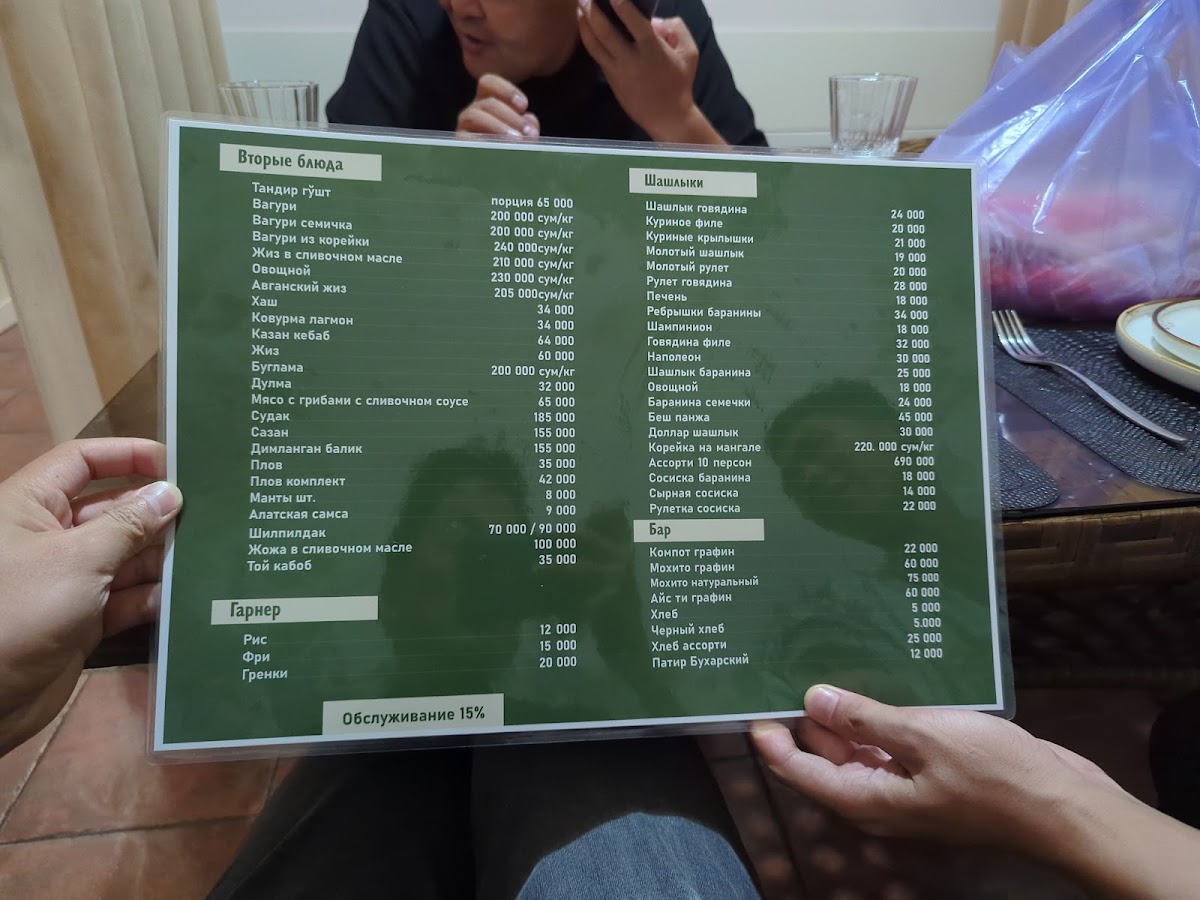 Вторые блюда
Тандир гўшт порция 65 000
Вагури 200 000 сум/кг
Вагури семичка 200 000 сум/кг
Вагури из корейки 240 000сум/кг
Жиз в сливочном масле 210 000 сум/кг
Овощной 230 000 сум/кг
Авганский жиз 205 000сум/кг
Хаш 34 000
Ковурма лагмон 34 000
Казан кебаб 64 000
Жиз 60 000
Буглама 200 000 сум/кг
Дулма 32 000
Мясо с грибами с сливочном соусе 65 000
Судак 185 000
Сазан 155 000
Димланган балик 155 000
Плов 35 000
Плов комплект 42 000
Манты шт. 8 000
Алатская самса 9 000
Шилпилдак 70 000 / 90 000
Жожа в сливочном масле 100 000
Той кабоб 35 000
Гарнер
Рис 12 000
Фри 15 000
Гренки 20 000
Обслуживание 15%
Шашлыки
Шашлык говядина 24 000
Куриное филе 20 000
Куриные крылышки 21 000
Молотый шашлык 19 000
Молотый рулет 20 000
Рулет говядина 28 000
Печень 18 000
Ребрышки баранины 34 000
Шампинион 18 000
Говядина филе 32 000
Наполеон 30 000
Шашлык баранина 25 000
Овощной 18 000
Баранина семечки 24 000
Беш панжа 45 000
Доллар шашлык 30 000
Корейка на мангале 220. 000 сум/кг
Ассорти 10 персон 690 000
Сосиска баранина 18 000
Сырная сосиска 14 000
Рулетка сосиска 22 000
Бар
Компот графин 22 000
Мохито графин 60 000
Мохито натуральный 75 000
Айс ти графин 60 000
Хлеб 5 000
Черный хлеб 5.000
Хлеб ассорти 25 000
Патир Бухарский 12 000